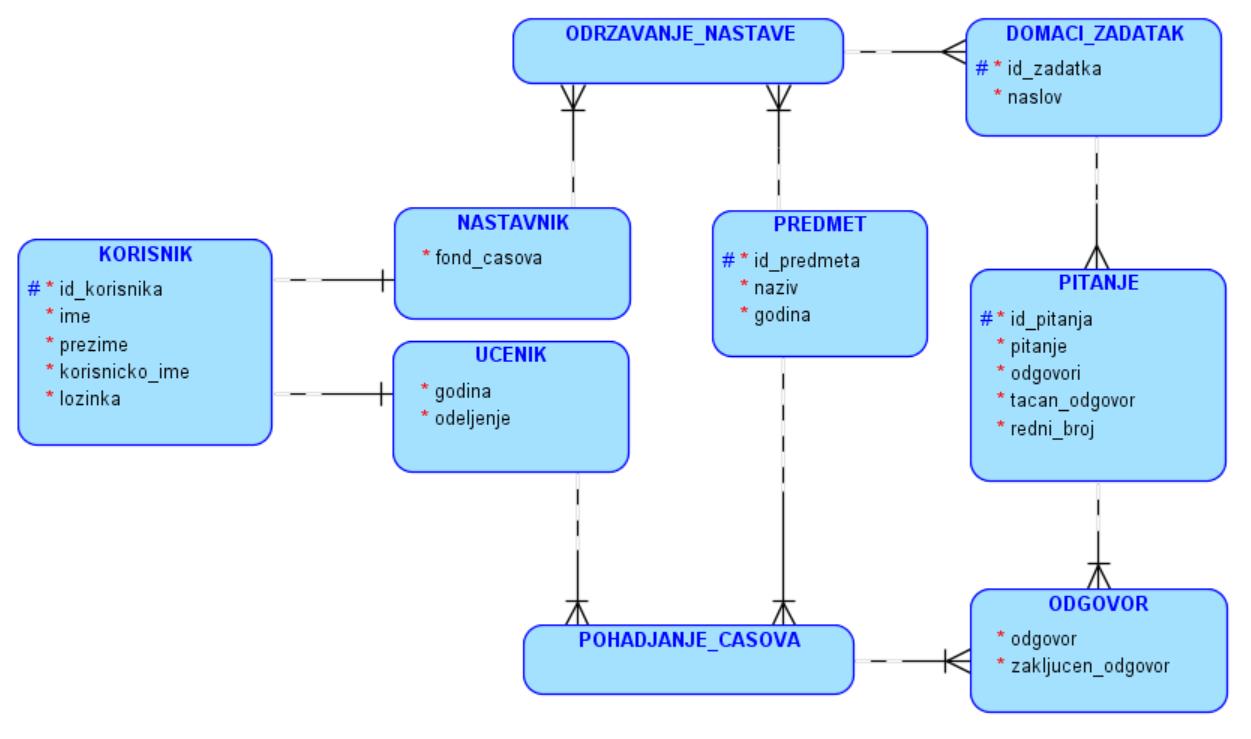 ODRZAVANJE_NASTAVE
DOMACI_ZADATAK
# * id_zadatka
* naslov
NASTAVNIK
* fond_casova
PREDMET
# * id_predmeta
* naziv
* godina
KORISNIK
# * id_korisnika
* ime
* prezime
* korisnicko_ime
* lozinka
PITANJE
# * id_pitanja
* pitanje
* odgovori
* tacan_odgovor
* redni_broj
UCENIK
* godina
* odeljenje
ODGOVOR
* odgovor
* zakljucen_odgovor
POHADJANJE_CASOVA